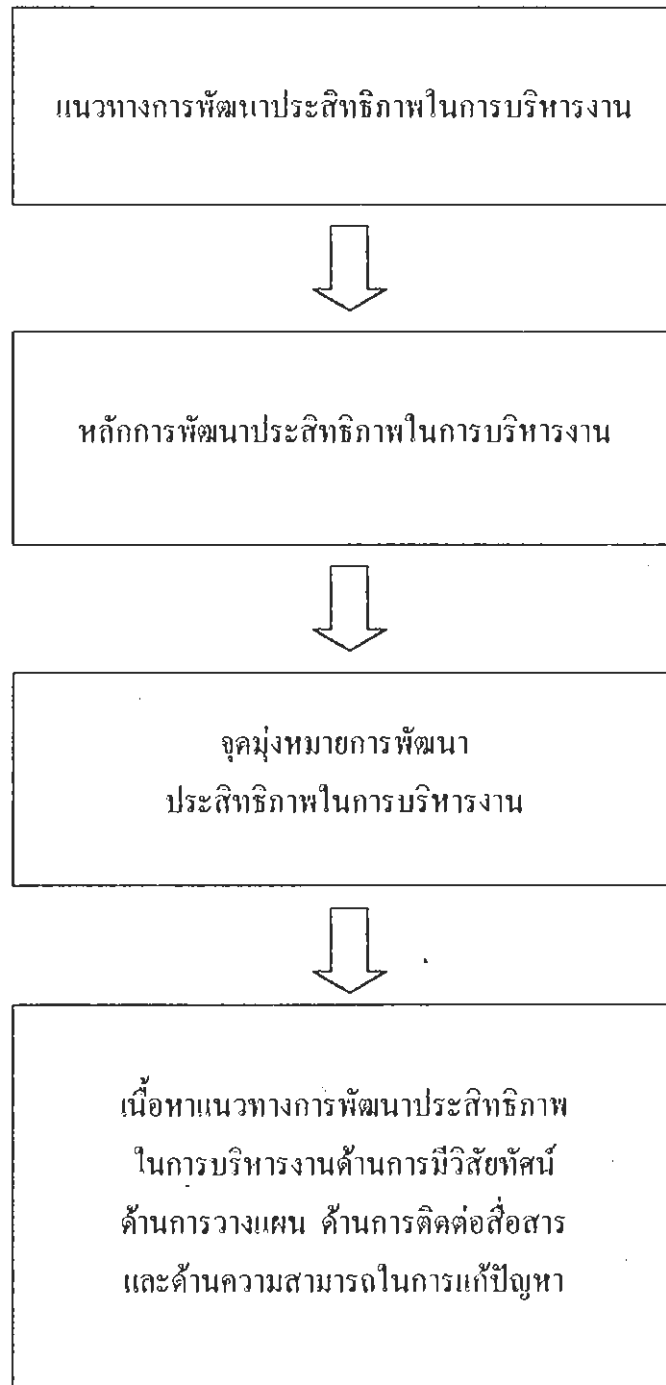 แนวทางการพัฒนาประสิทธิภาพในการบริหารงาน
หลักการพัฒนาประสิทธิภาพในการบริหารงาน
จุดมุ่งหมายการพัฒนา
ประสิทธิภาพในการบริหารงาน
เนื้อหาแนวทางการพัฒนาประสิทธิภาพ
ในการบริหารงานด้านการมีวิสัยทัศน์
ด้านการวางแผน ด้านการติดต่อสื่อสาร
และด้านความสามารถในการแก้ปัญหา